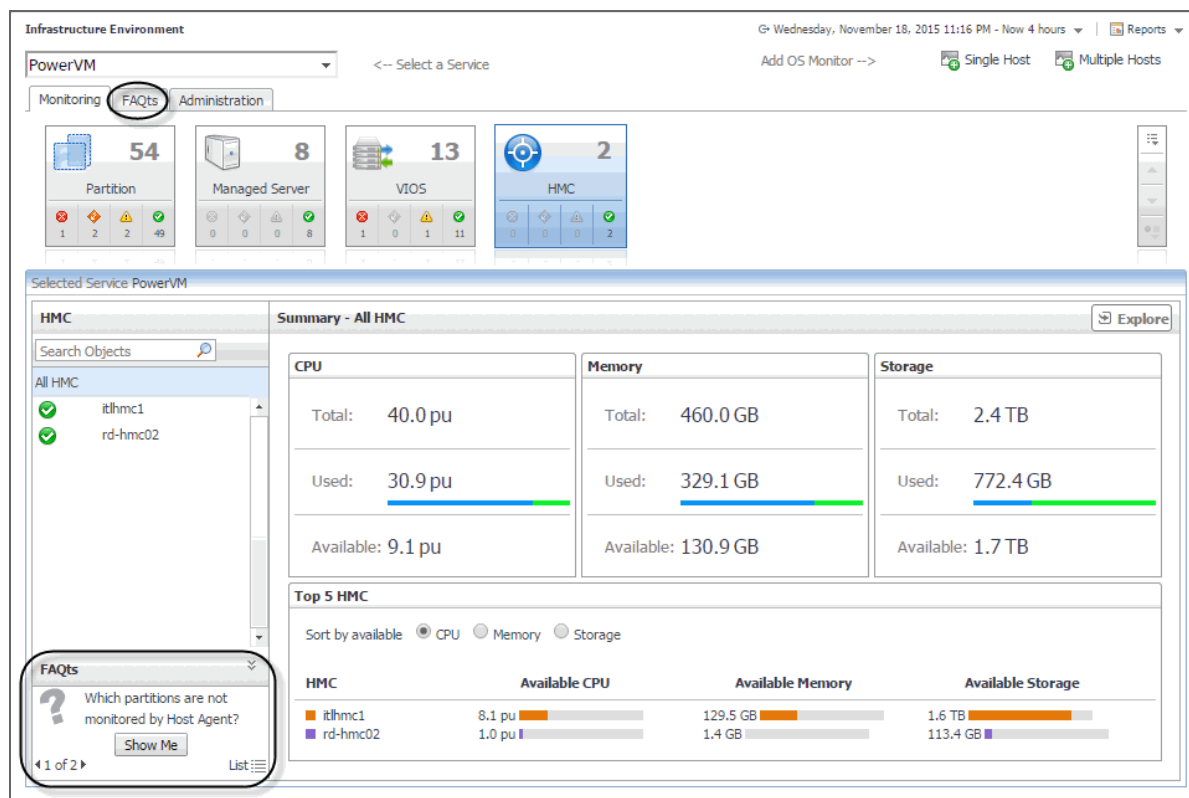 Infrastructure Environment
Wednesday, November 18, 2015 11:16 PM - Now 4 hours
Reports
PowerVM
<-- Select a Service
Add OS Monitor -->
Single Host
Multiple Hosts
Monitoring
FAQts
Administration
54
Partition
1 2 2 49
8
Managed Server
0 0 0 8
13
VIOS
1 0 1 11
2
HMC
0 0 0 2
Selected Service PowerVM
HMC
Search Objects
All HMC
itlhmc1
rd-hmc02
FAQts
Which partitions are not
monitored by Host Agent?
Show Me
1 of 2
List
Summary - All HMC
Explore
CPU
Total: 40.0 pu
Used: 30.9 pu
Available: 9.1 pu
Memory
Total: 460.0 GB
Used: 329.1 GB
Available: 130.9 GB
Storage
Total: 2.4 TB
Used: 772.4 GB
Available: 1.7 TB
Top 5 HMC
Sort by available CPU Memory Storage
HMC Available CPU Available Memory Available Storage
itlhmc1 8.1 pu 129.5 GB 1.6 TB
rd-hmc02 1.0 pu 1.4 GB 113.4 GB